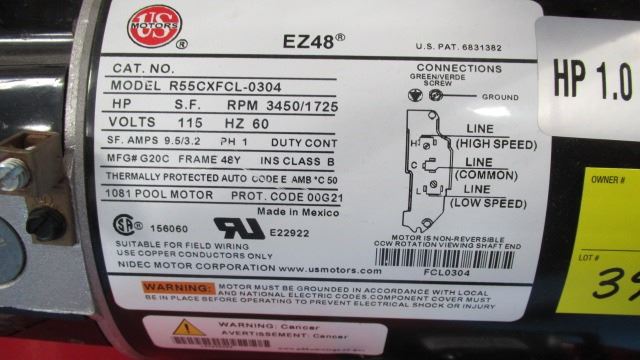 US
MOTORS
EZ48®
U.S. PAT. 6831382
CAT. NO.
MODEL R55CXFCL-0304
HP S.F. RPM 3450/1725
VOLTS 115 HZ 60
SF. AMPS 9.5/3.2 PH 1 DUTY CONT
MFG# G20C FRAME 48Y INS CLASS B
THERMALLY PROTECTED AUTO CODE E AMB °C 50
1081 POOL MOTOR PROT. CODE 00G21
Made in Mexico
156060
E22922
SUITABLE FOR FIELD WIRING
USE COPPER CONDUCTORS ONLY
NIDEC MOTOR CORPORATION www.usmotors.com
CONNECTIONS
GREEN/VERDE
SCREW
GROUND
H
LINE
(HIGH SPEED)
C
LINE
(COMMON)
L
LINE
(LOW SPEED)
MOTOR IS NON-REVERSIBLE
CCW ROTATION VIEWING SHAFT END
FCL0304
WARNING
MOTOR SHOULD BE GROUNDED IN ACCORDANCE WITH LOCAL
AND NATIONAL ELECTRIC CODES. COMPONENT COVER MUST
BE IN PLACE BEFORE OPERATING TO PREVENT ELECTRICAL SHOCK OR INJURY
WARNING: Cancer
AVERTISSEMENT: Cancer
HP 1.0
OWNER #
LOT #